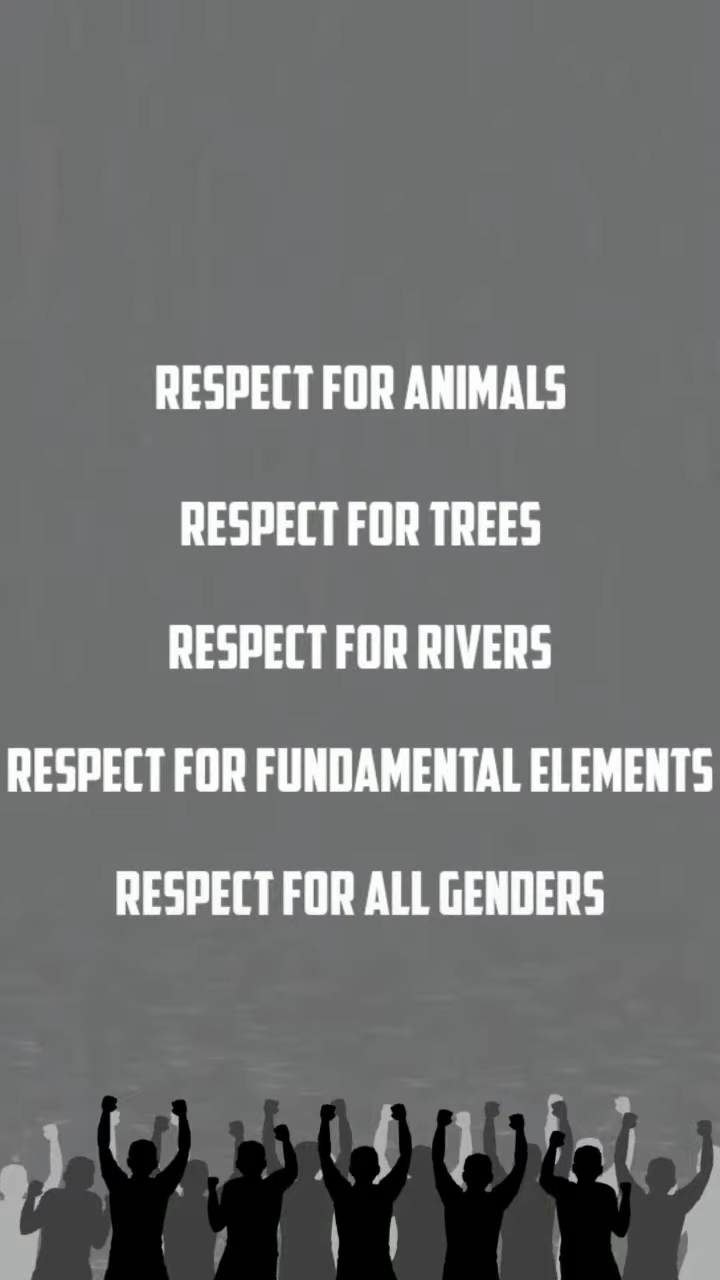 RESPECT FOR ANIMALS
RESPECT FOR TREES
RESPECT FOR RIVERS
RESPECT FOR FUNDAMENTAL ELEMENTS
RESPECT FOR ALL GENDERS